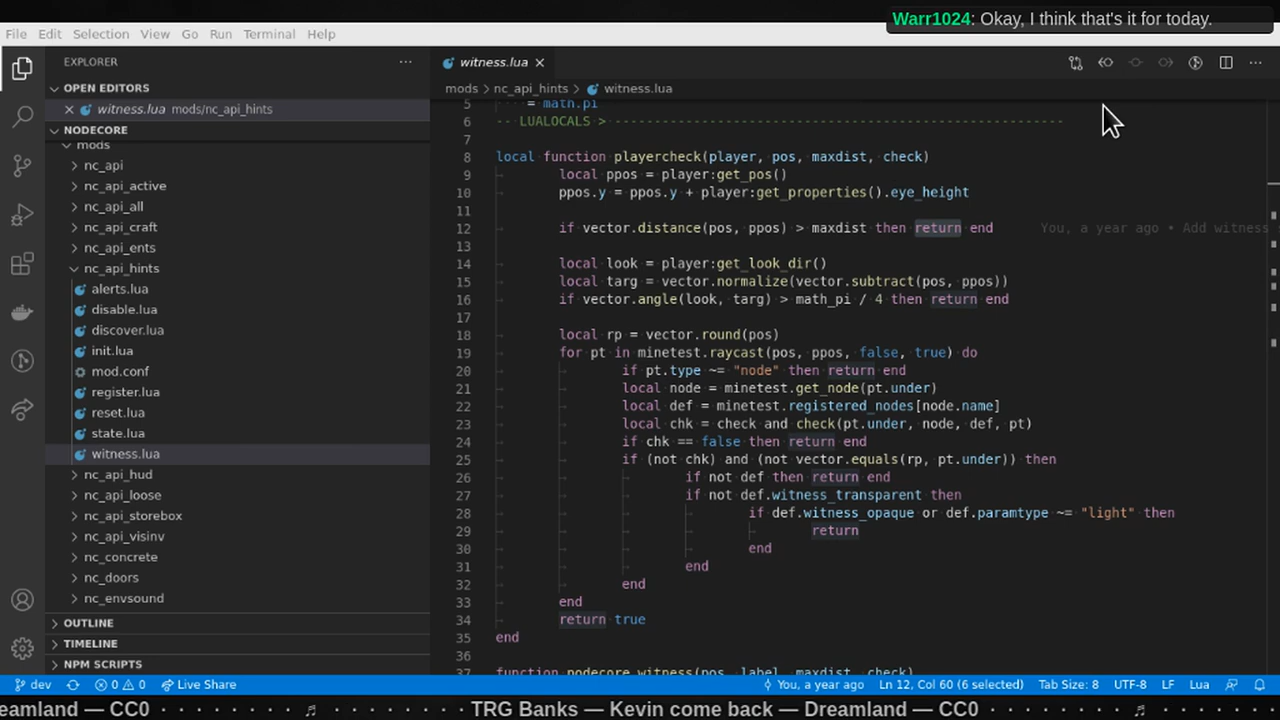 Warr1024: Okay, I think that's it for today.
File Edit Selection View Go Run Terminal Help
EXPLORER
OPEN EDITORS
witness.lua mods/nc_api_hints
NODECORE
mods
nc_api
nc_api_active
nc_api_all
nc_api_craft
nc_api_ents
nc_api_hints
alerts.lua
disable.lua
discover.lua
init.lua
mod.conf
register.lua
reset.lua
state.lua
witness.lua
nc_api_hud
nc_api_loose
nc_api_storebox
nc_api_visinv
nc_concrete
nc_doors
nc_envsound
OUTLINE
TIMELINE
NPM SCRIPTS
witness.lua
mods > nc_api_hints > witness.lua
5 = math.pi
6 -- LUALOCALS > ---------------------------------------------------------
7
8 local function playercheck(player, pos, maxdist, check)
9 local ppos = player:get_pos()
10 ppos.y = ppos.y + player:get_properties().eye_height
11
12 if vector.distance(pos, ppos) > maxdist then return end You, a year ago • Add witness
13
14 local look = player:get_look_dir()
15 local targ = vector.normalize(vector.subtract(pos, ppos))
16 if vector.angle(look, targ) > math_pi / 4 then return end
17
18 local rp = vector.round(pos)
19 for pt in minetest.raycast(pos, ppos, false, true) do
20 if pt.type ~= "node" then return end
21 local node = minetest.get_node(pt.under)
22 local def = minetest.registered_nodes[node.name]
23 local chk = check and check(pt.under, node, def, pt)
24 if chk == false then return end
25 if (not chk) and (not vector.equals(rp, pt.under)) then
26 if not def then return end
27 if not def.witness_transparent then
28 if def.witness_opaque or def.paramtype ~= "light" then
29 return
30 end
31 end
32 end
33 end
34 return true
35 end
36
37 function nodecore.witness(pos, label, maxdist, check)
dev 0 0 Live Share You, a year ago Ln 12, Col 60 (6 selected) Tab Size: 8 UTF-8 LF Lua
eamland — CC0 · · · · · · · ♬ · · · · · · · TRG Banks — Kevin come back — Dreamland — CC0 · · · · · · · ♬ · · · · · · ·